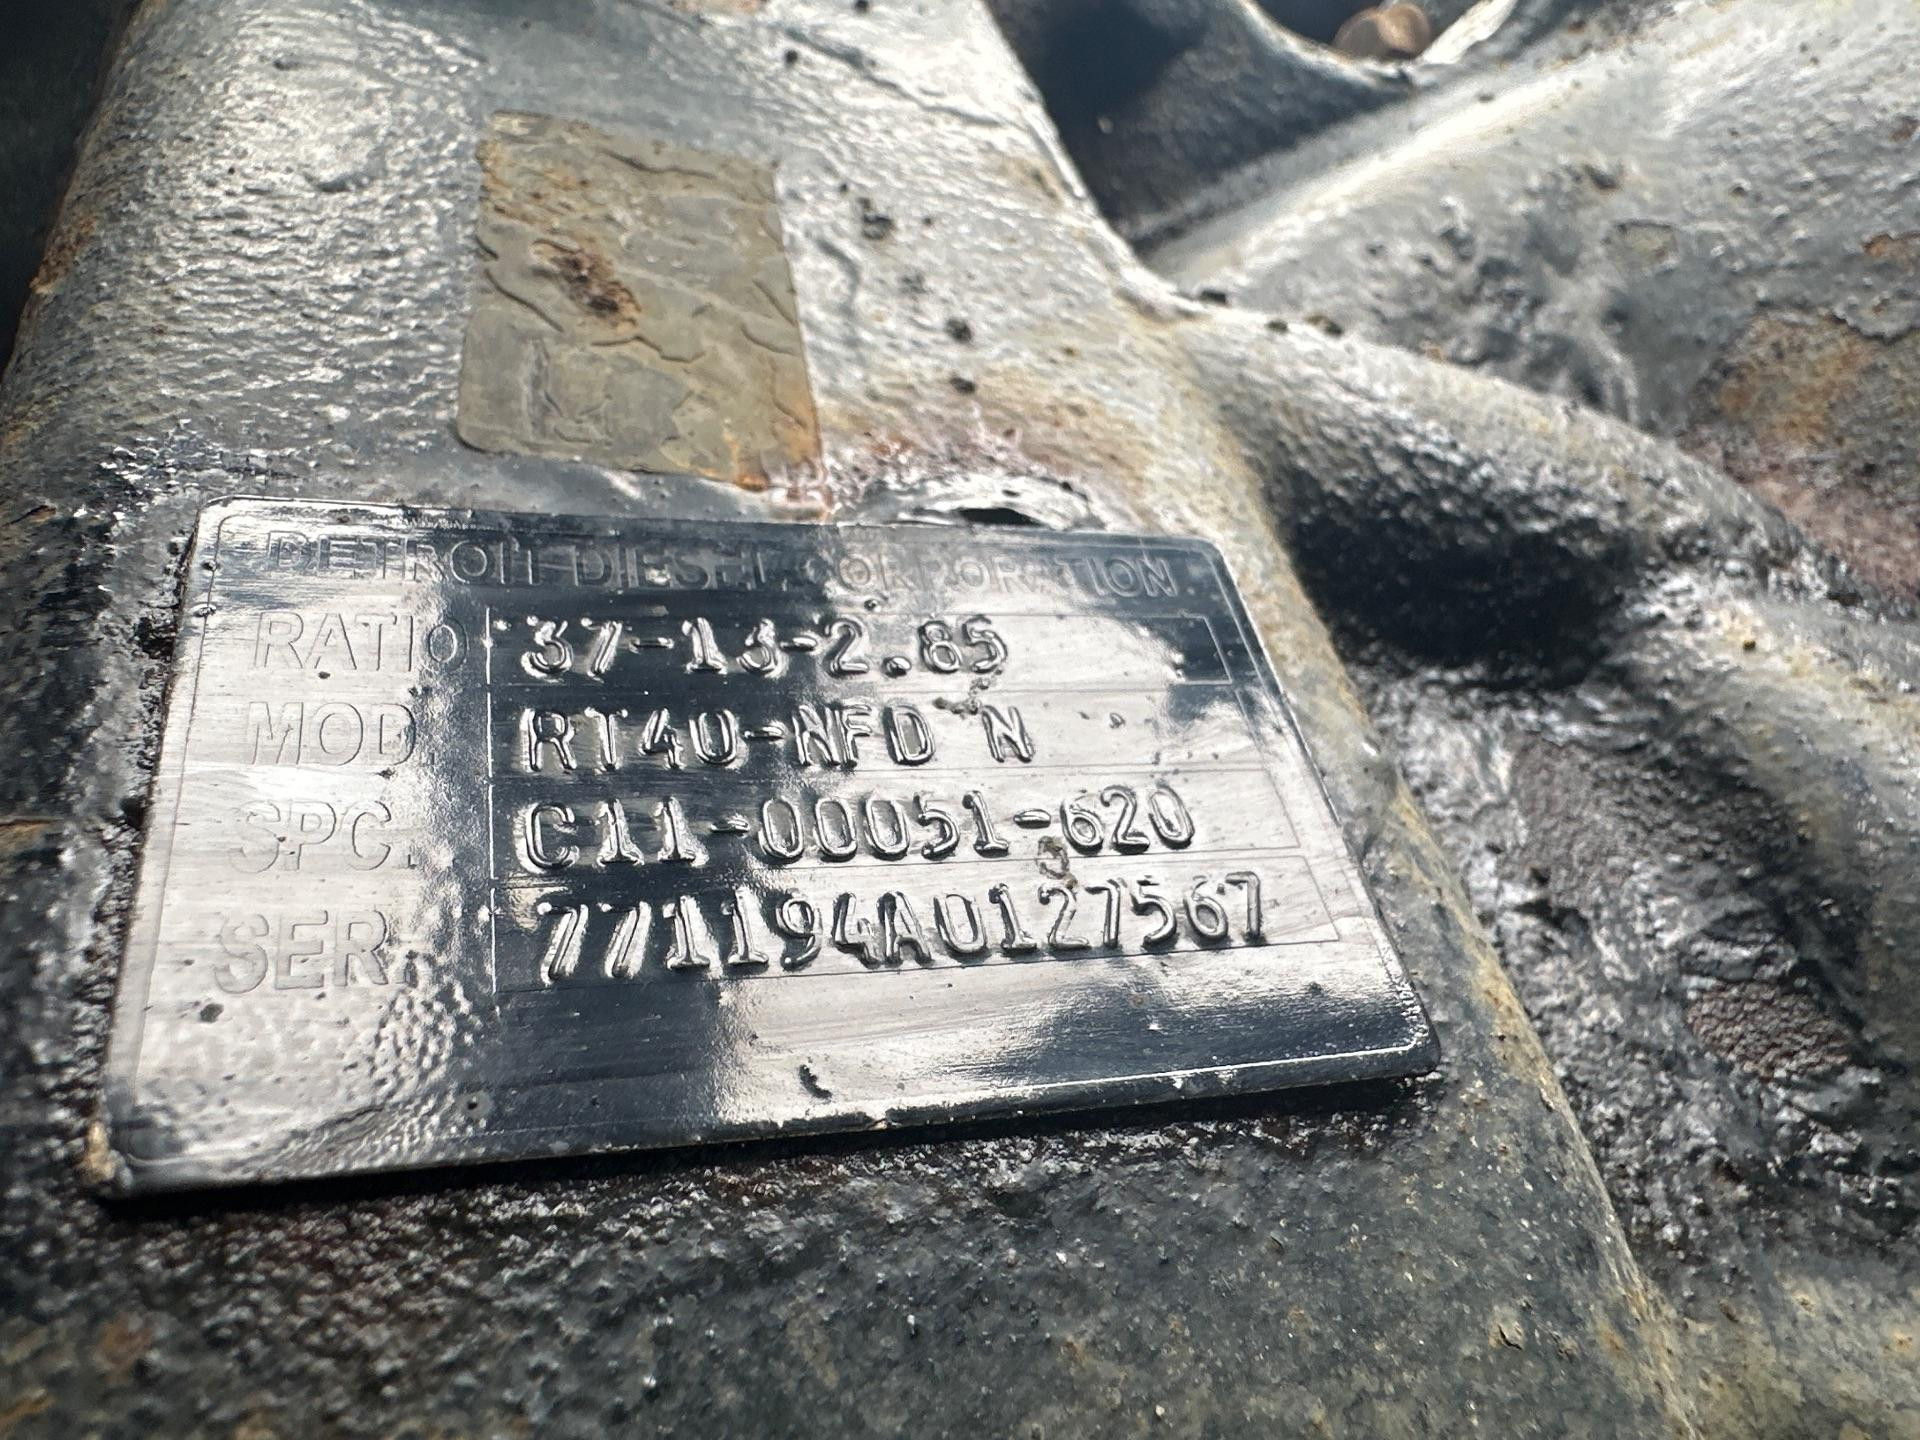 DETROIT DIESEL CORPORATION
RATIO 37-13-2.85
MOD RT40-NFD N
SPC. C11-00051-620
SER. 771194A0127567